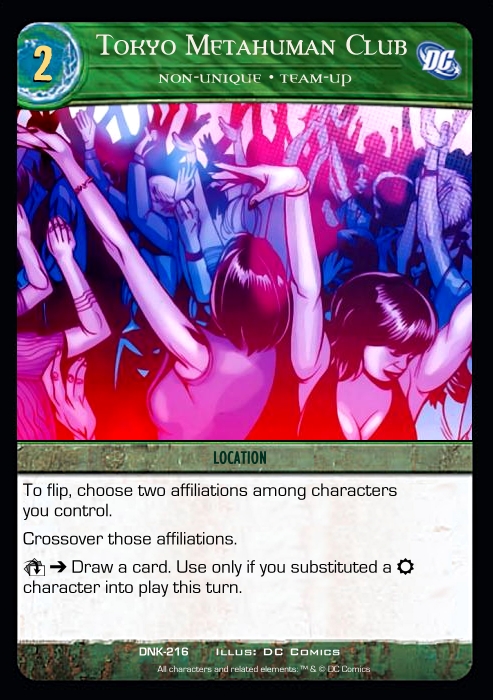 2
TOKYO METAHUMAN CLUB
NON-UNIQUE • TEAM-UP
DC
LOCATION
To flip, choose two affiliations among characters
you control.
Crossover those affiliations.
➔ Draw a card. Use only if you substituted a
character into play this turn.
DNK-216 ILLUS: DC COMICS
All characters and related elements: ™ & © DC Comics